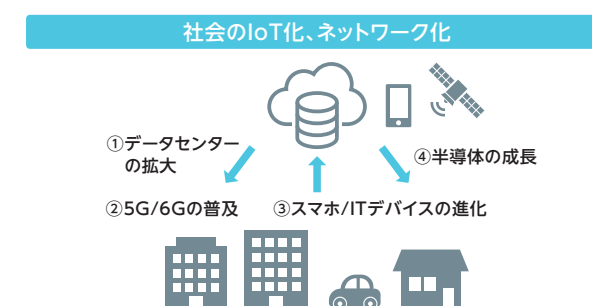 社会のIoT化、ネットワーク化
①データセンター
の拡大
④半導体の成長
②5G/6Gの普及
③スマホ/ITデバイスの進化